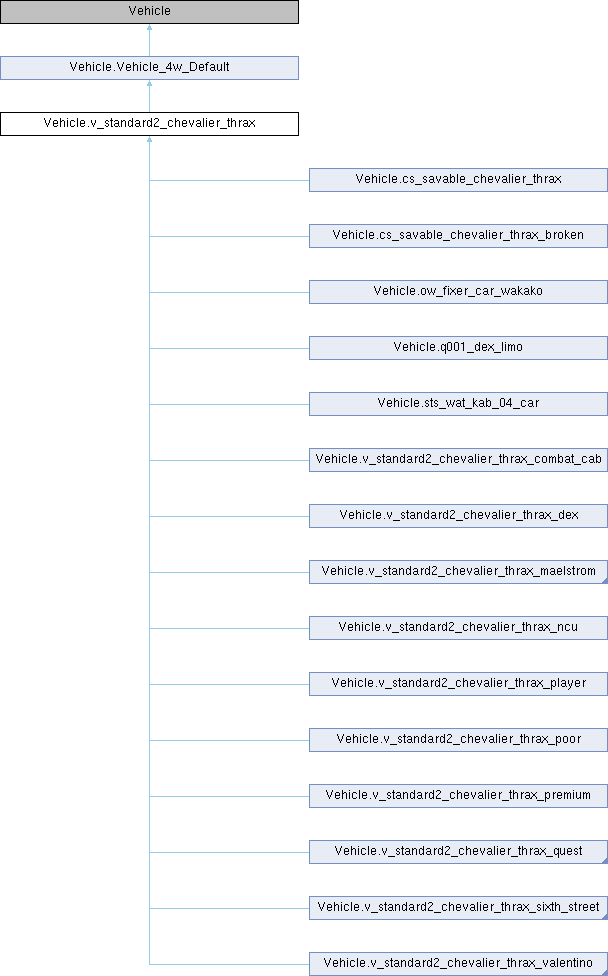 Vehicle
Vehicle.Vehicle_4w_Default
Vehicle.v_standard2_chevalier_thrax
Vehicle.cs_savable_chevalier_thrax
Vehicle.cs_savable_chevalier_thrax_broken
Vehicle.ow_fixer_car_wakako
Vehicle.q001_dex_limo
Vehicle.sts_wat_kab_04_car
Vehicle.v_standard2_chevalier_thrax_combat_cab
Vehicle.v_standard2_chevalier_thrax_dex
Vehicle.v_standard2_chevalier_thrax_maelstrom
Vehicle.v_standard2_chevalier_thrax_ncu
Vehicle.v_standard2_chevalier_thrax_player
Vehicle.v_standard2_chevalier_thrax_poor
Vehicle.v_standard2_chevalier_thrax_premium
Vehicle.v_standard2_chevalier_thrax_quest
Vehicle.v_standard2_chevalier_thrax_sixth_street
Vehicle.v_standard2_chevalier_thrax_valentino